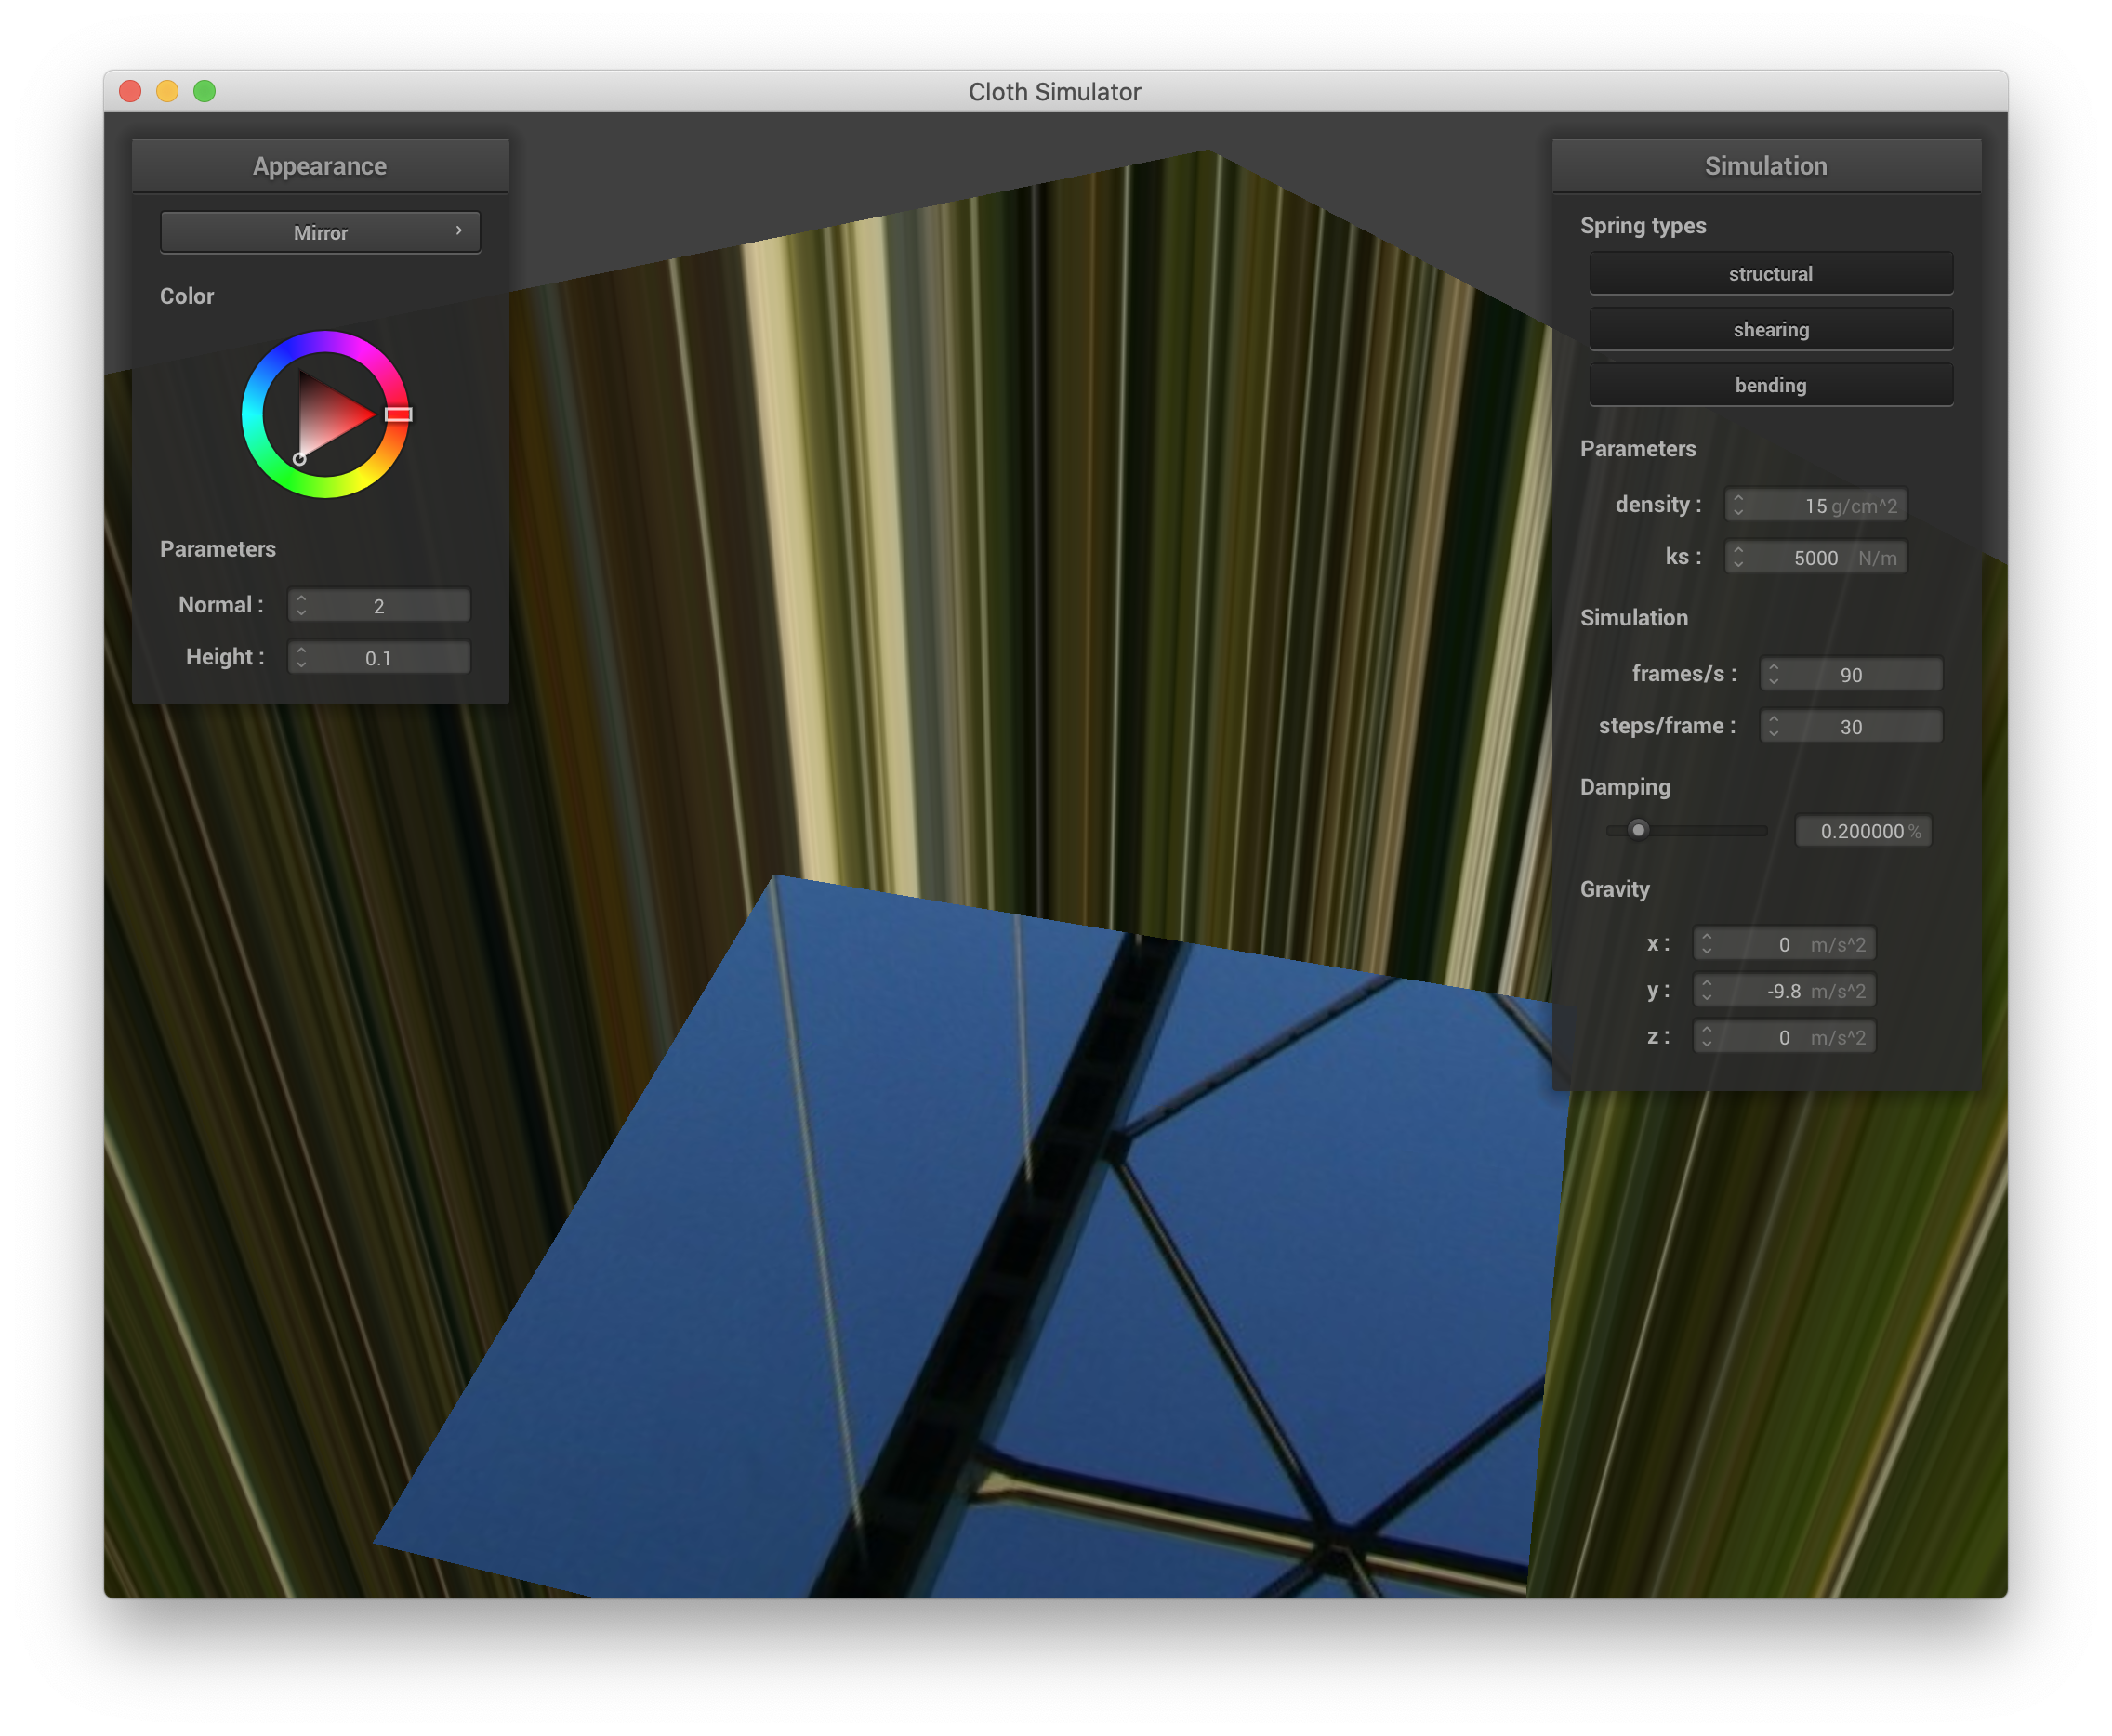 Cloth Simulator
Appearance
Mirror
Color
Parameters
Normal : 2
Height : 0.1
Simulation
Spring types
structural
shearing
bending
Parameters
density : 15 g/cm^2
ks : 5000 N/m
Simulation
frames/s : 90
steps/frame : 30
Damping
0.200000 %
Gravity
x : 0 m/s^2
y : -9.8 m/s^2
z : 0 m/s^2